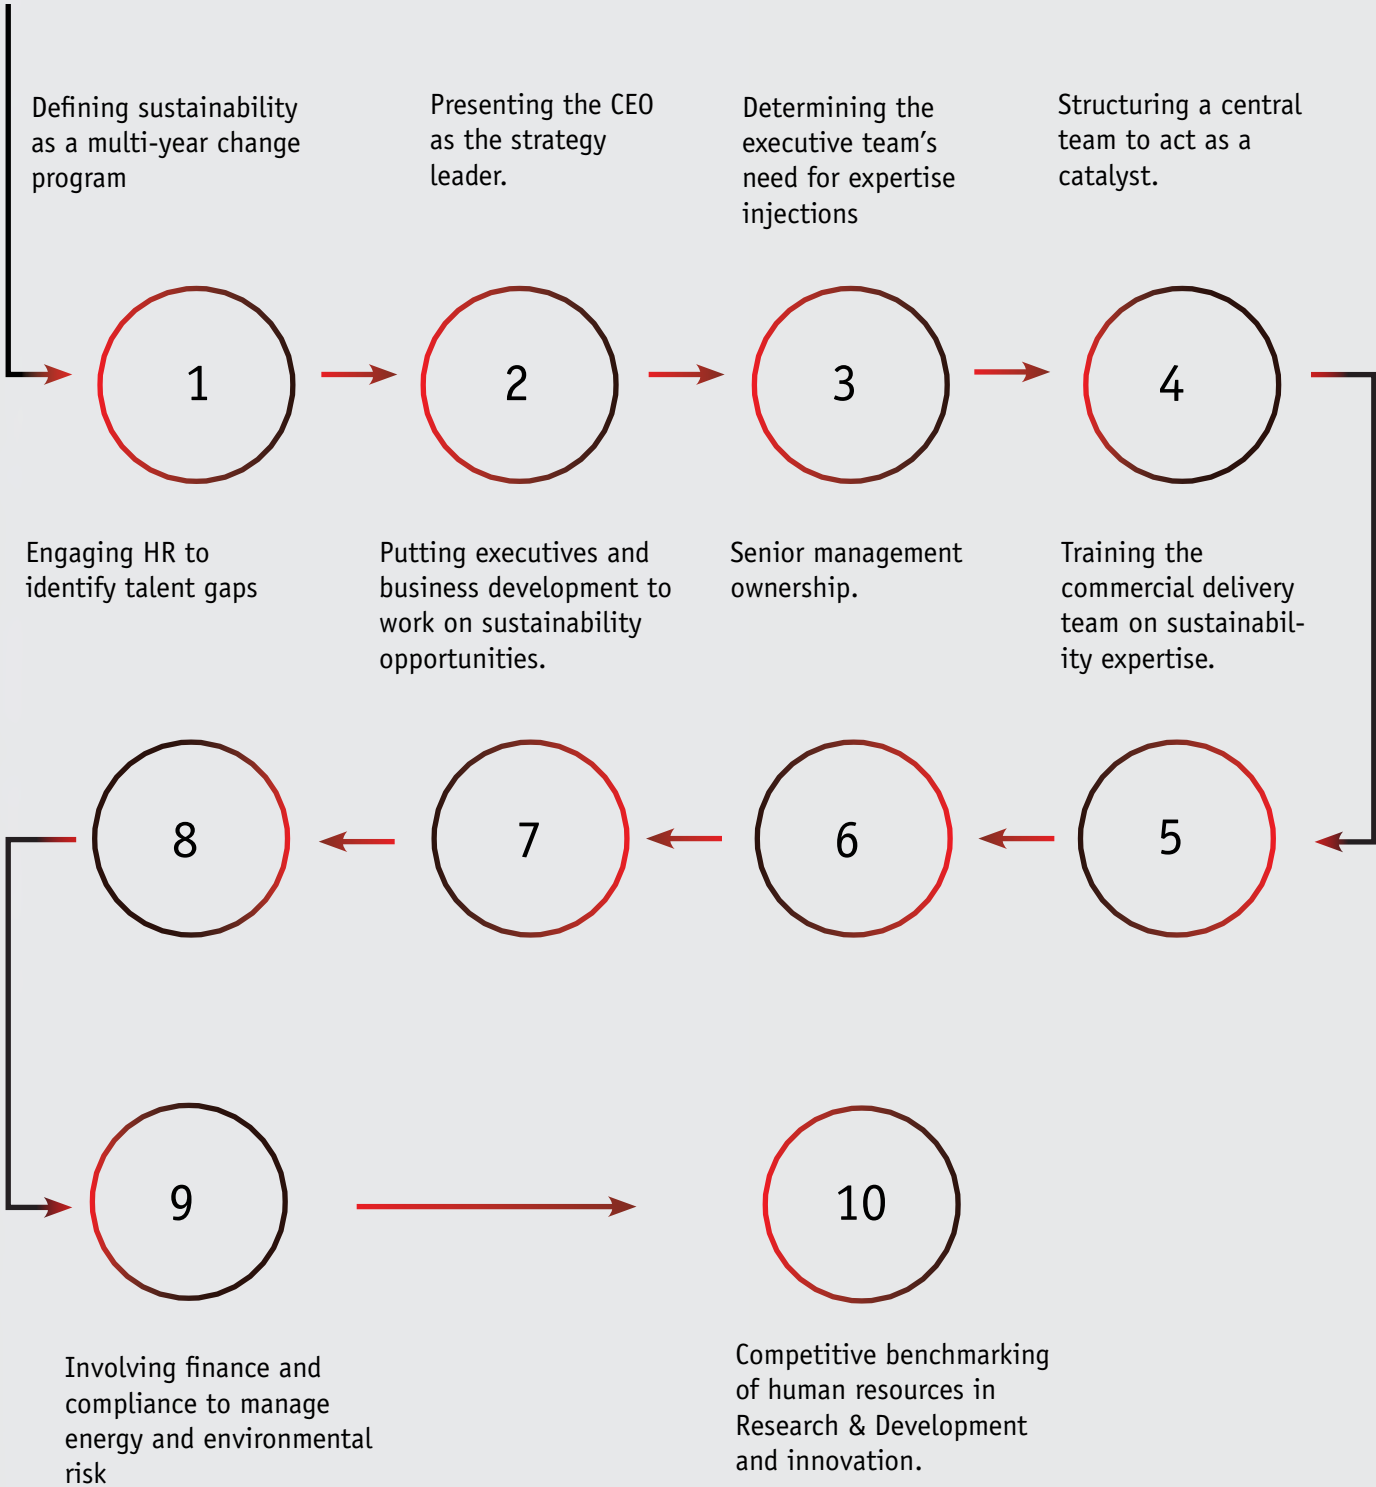 Defining sustainability
as a multi-year change
program
Presenting the CEO
as the strategy
leader.
Determining the
executive team's
need for expertise
injections
Structuring a central
team to act as a
catalyst.
1
2
3
4
Engaging HR to
identify talent gaps
Putting executives and
business development to
work on sustainability
opportunities.
Senior management
ownership.
Training the
commercial delivery
team on sustainabil-
ity expertise.
8
7
6
5
9
10
Involving finance and
compliance to manage
energy and environmental
risk
Competitive benchmarking
of human resources in
Research & Development
and innovation.